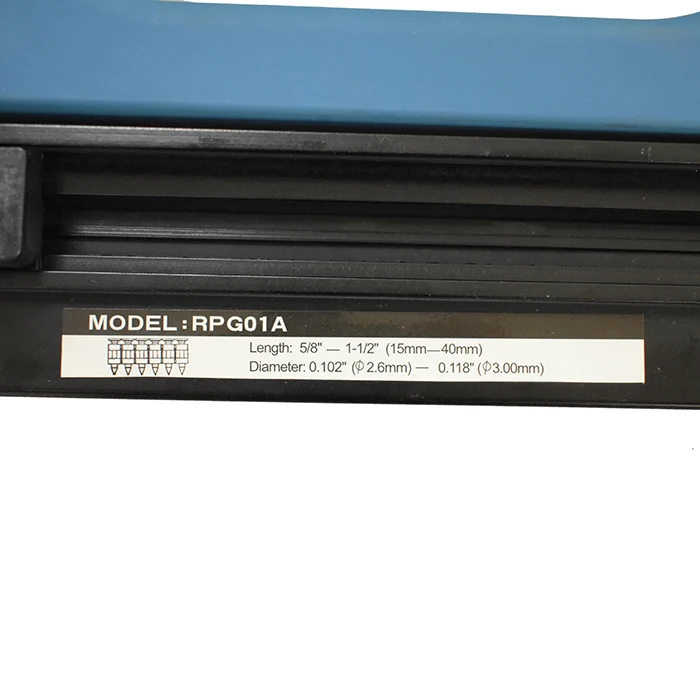 MODEL:RPG01A
Length: 5/8" — 1-1/2" (15mm—40mm)
Diameter: 0.102" (Φ2.6mm) — 0.118" (Φ3.00mm)